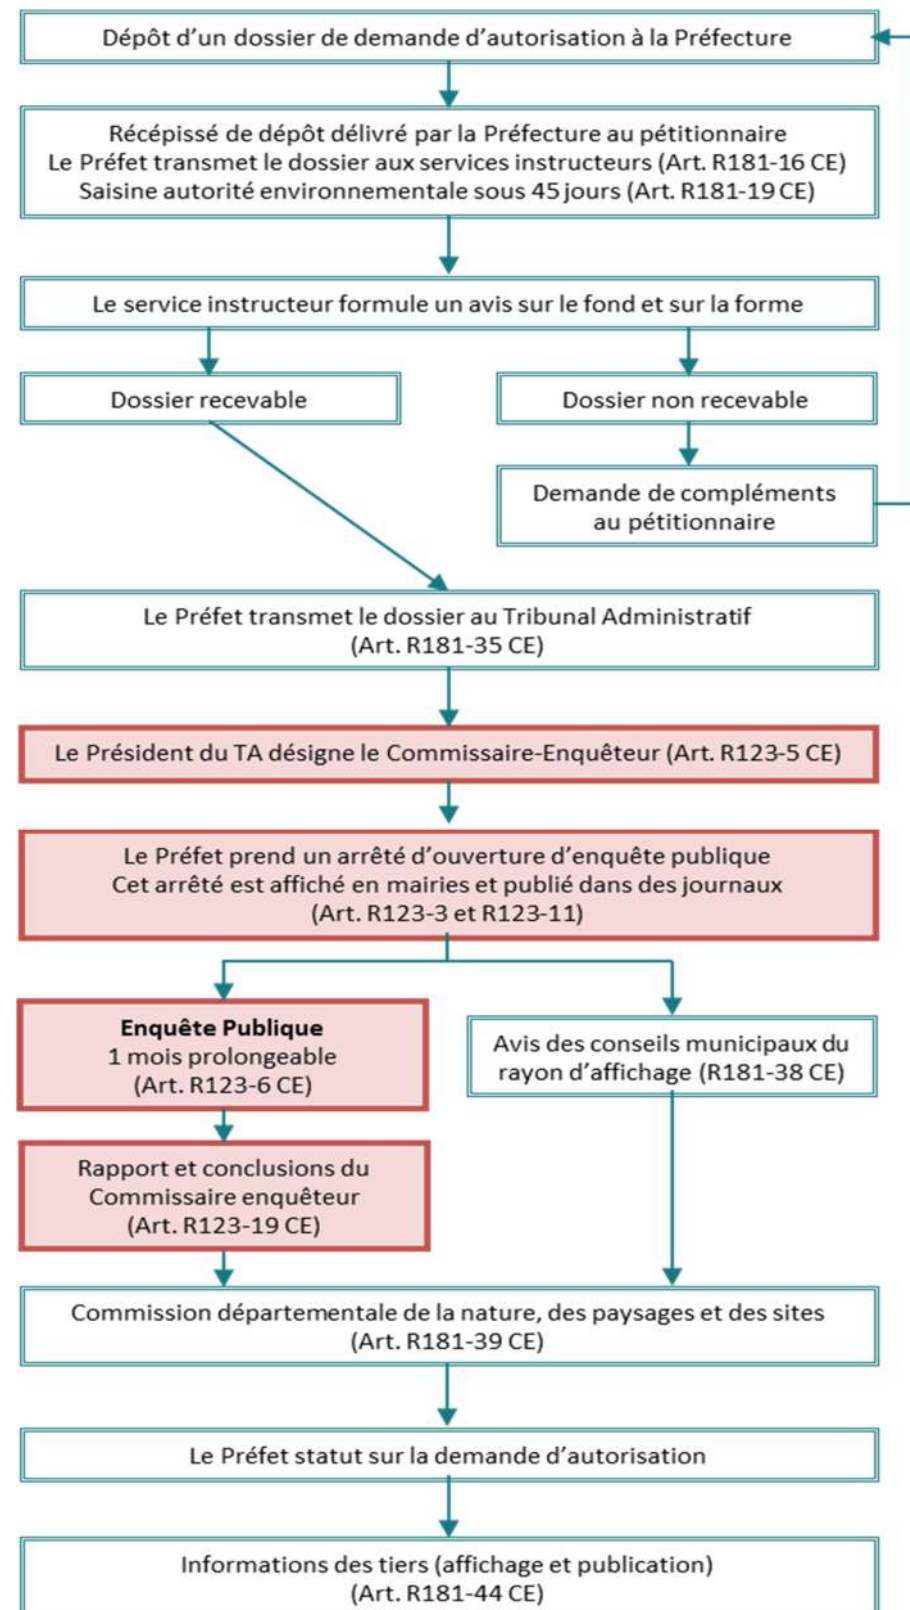 Dépôt d’un dossier de demande d’autorisation à la Préfecture
Récépissé de dépôt délivré par la Préfecture au pétitionnaire
Le Préfet transmet le dossier aux services instructeurs (Art. R181-16 CE)
Saisine autorité environnementale sous 45 jours (Art. R181-19 CE)
Le service instructeur formule un avis sur le fond et sur la forme
Dossier recevable
Dossier non recevable
Demande de compléments
au pétitionnaire
Le Préfet transmet le dossier au Tribunal Administratif
(Art. R181-35 CE)
Le Président du TA désigne le Commissaire-Enquêteur (Art. R123-5 CE)
Le Préfet prend un arrêté d’ouverture d’enquête publique
Cet arrêté est affiché en mairies et publié dans des journaux
(Art. R123-3 et R123-11)
Enquête Publique
1 mois prolongeable
(Art. R123-6 CE)
Avis des conseils municipaux du
rayon d’affichage (R181-38 CE)
Rapport et conclusions du
Commissaire enquêteur
(Art. R123-19 CE)
Commission départementale de la nature, des paysages et des sites
(Art. R181-39 CE)
Le Préfet statut sur la demande d’autorisation
Informations des tiers (affichage et publication)
(Art. R181-44 CE)